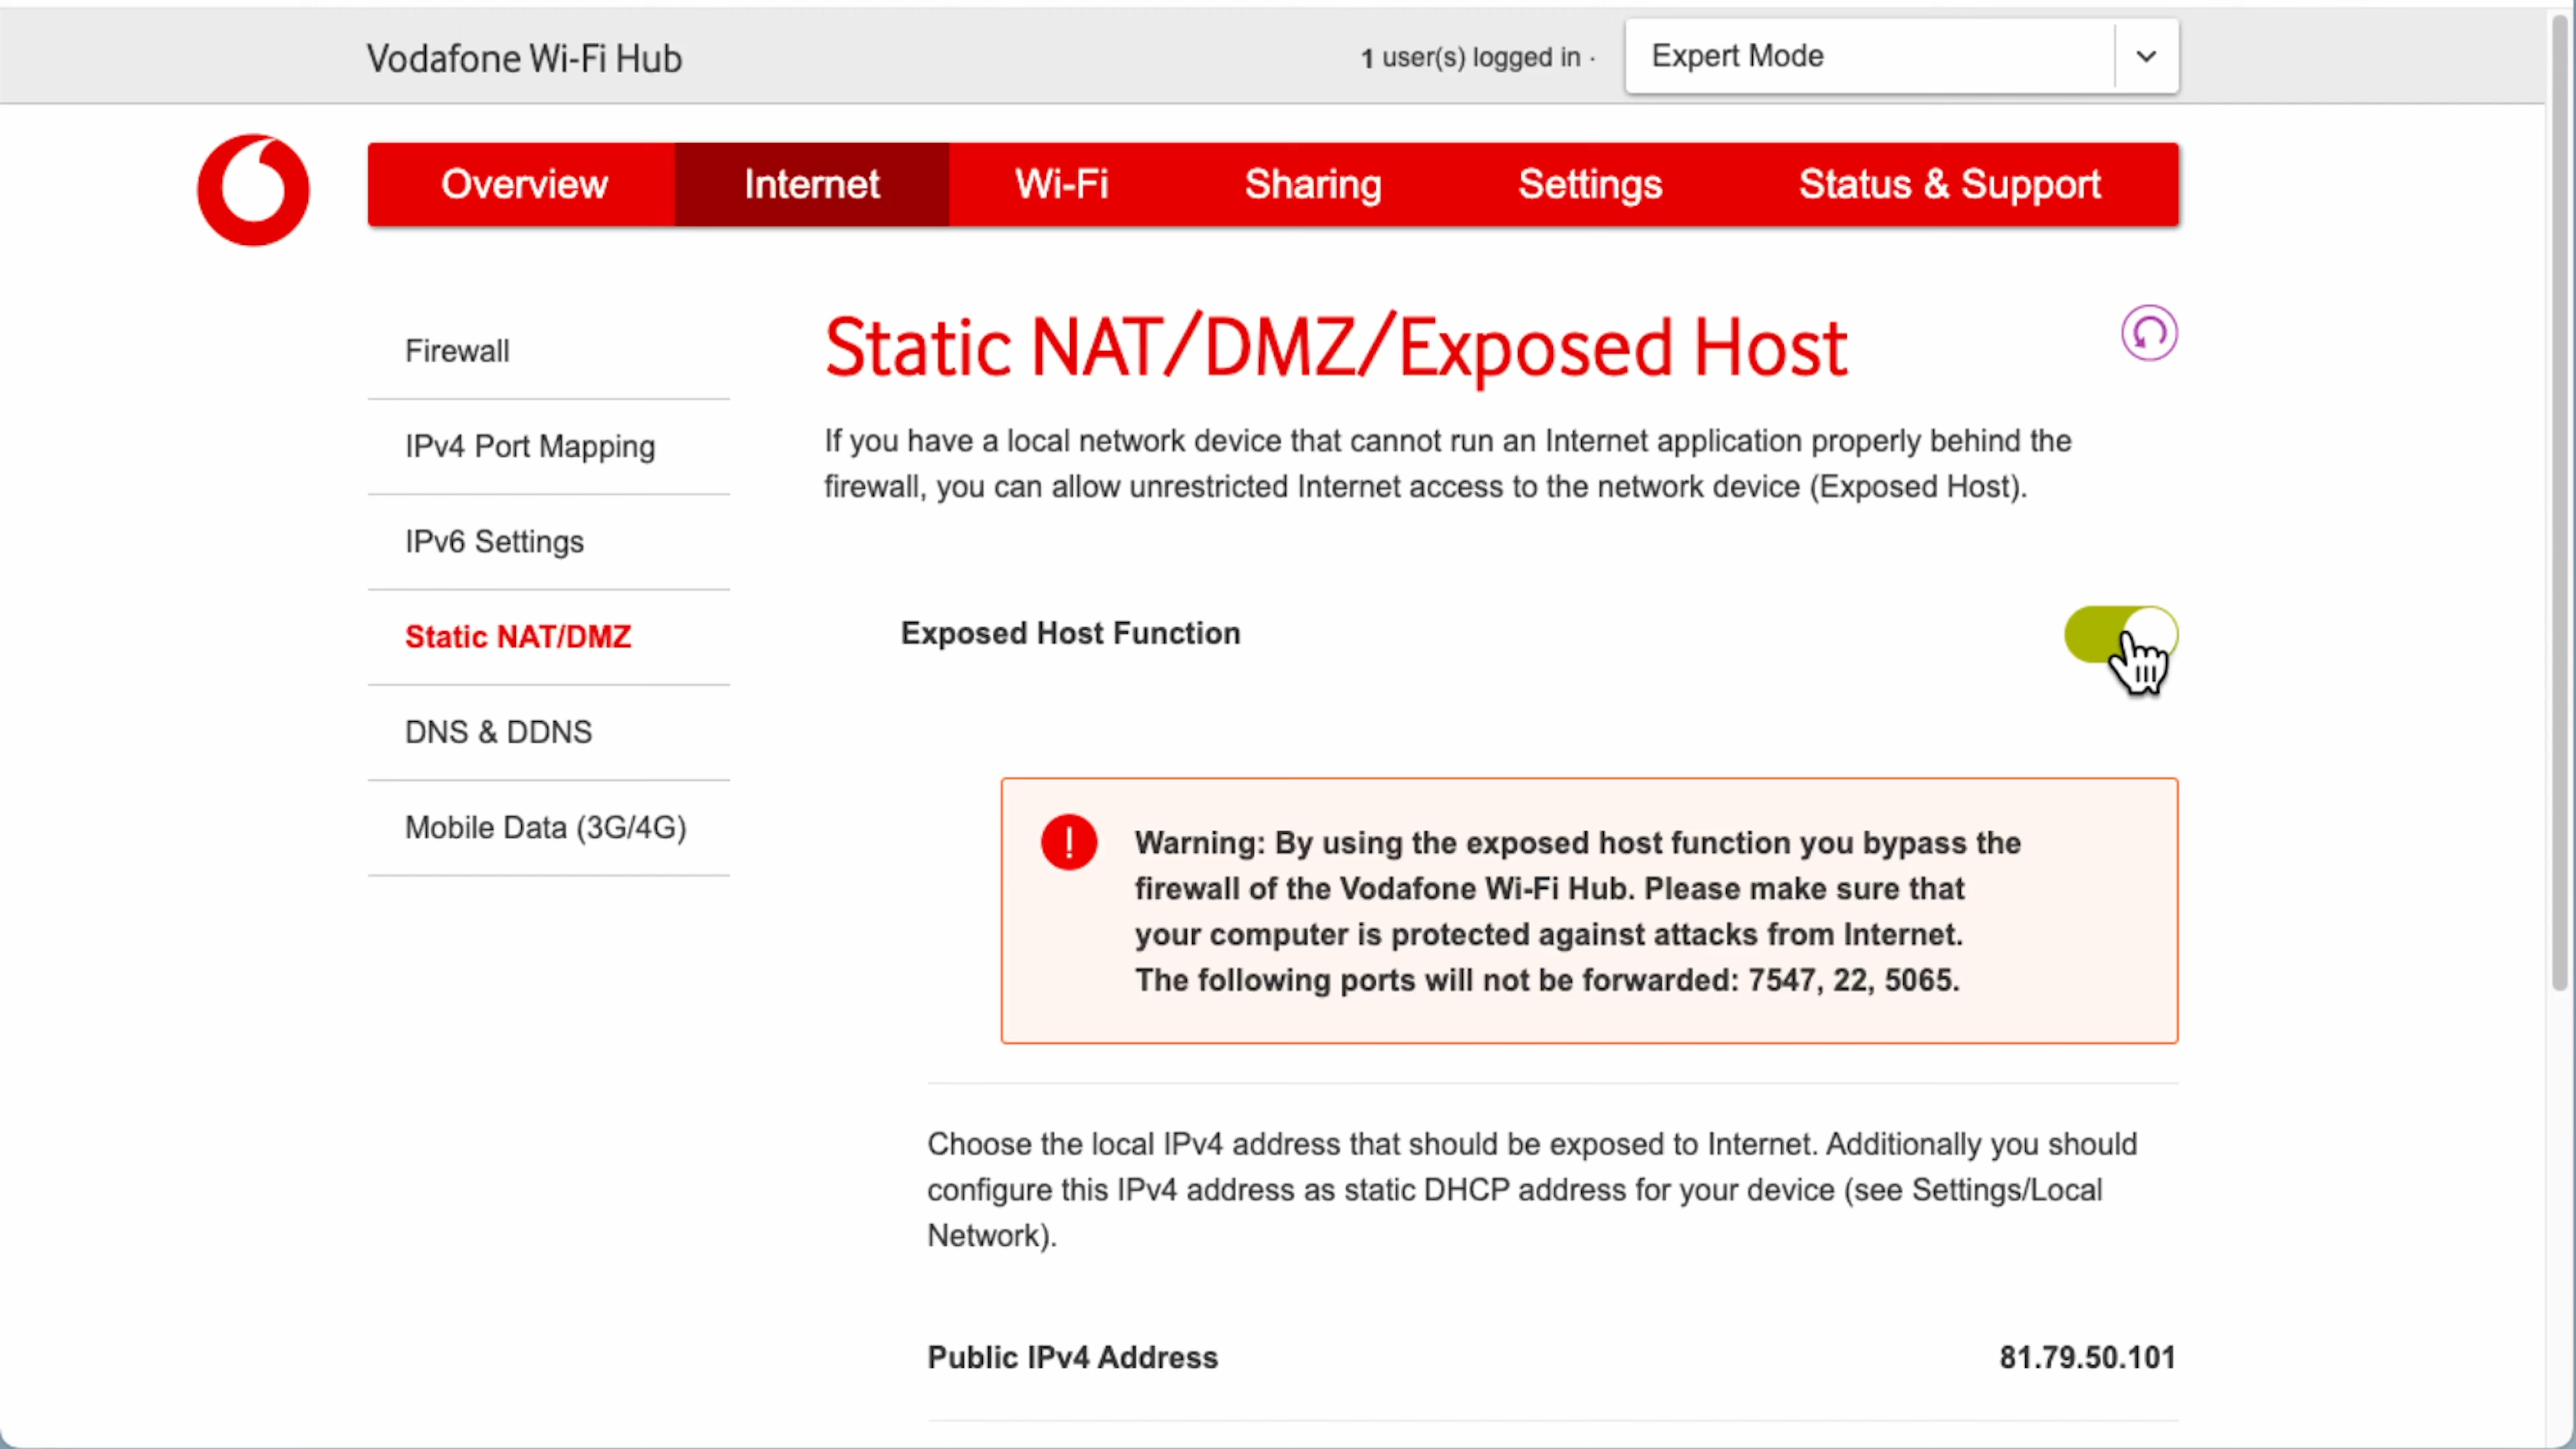 Vodafone Wi-Fi Hub
1 user(s) logged in ·
Expert Mode
Overview
Internet
Wi-Fi
Sharing
Settings
Status & Support
Firewall
IPv4 Port Mapping
IPv6 Settings
Static NAT/DMZ
DNS & DDNS
Mobile Data (3G/4G)
Static NAT/DMZ/Exposed Host
If you have a local network device that cannot run an Internet application properly behind the
firewall, you can allow unrestricted Internet access to the network device (Exposed Host).
Exposed Host Function
!
Warning: By using the exposed host function you bypass the
firewall of the Vodafone Wi-Fi Hub. Please make sure that
your computer is protected against attacks from Internet.
The following ports will not be forwarded: 7547, 22, 5065.
Choose the local IPv4 address that should be exposed to Internet. Additionally you should
configure this IPv4 address as static DHCP address for your device (see Settings/Local
Network).
Public IPv4 Address
81.79.50.101